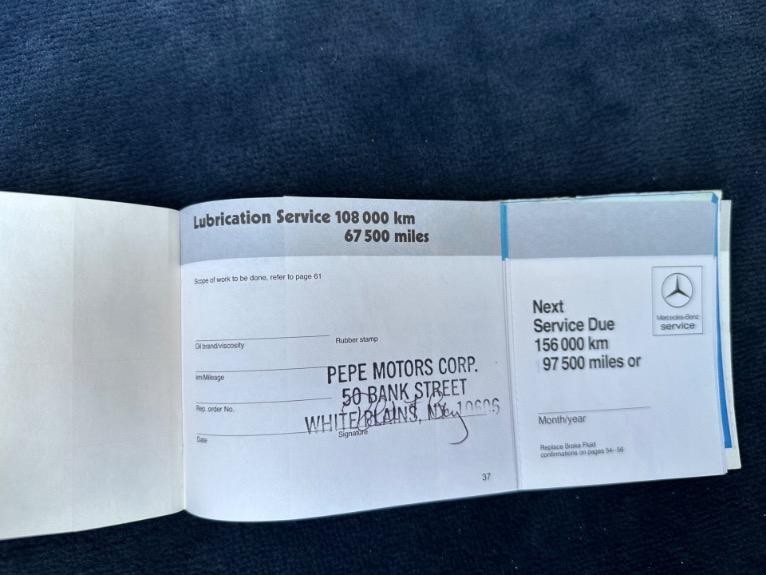 Lubrication Service 108 000 km
67 500 miles
Scope of work to be done, refer to page 61
Oil brand/viscosity
Rubber stamp
km/Mileage
Rep. order No.
Date
PEPE MOTORS CORP.
50 BANK STREET
WHITE PLAINS, NY 10606
Signature
37
Next
Service Due
156 000 km
97 500 miles or
Month/year
Replace Brake Fluid
confirmations on pages 54–56
Mercedes-Benz
service